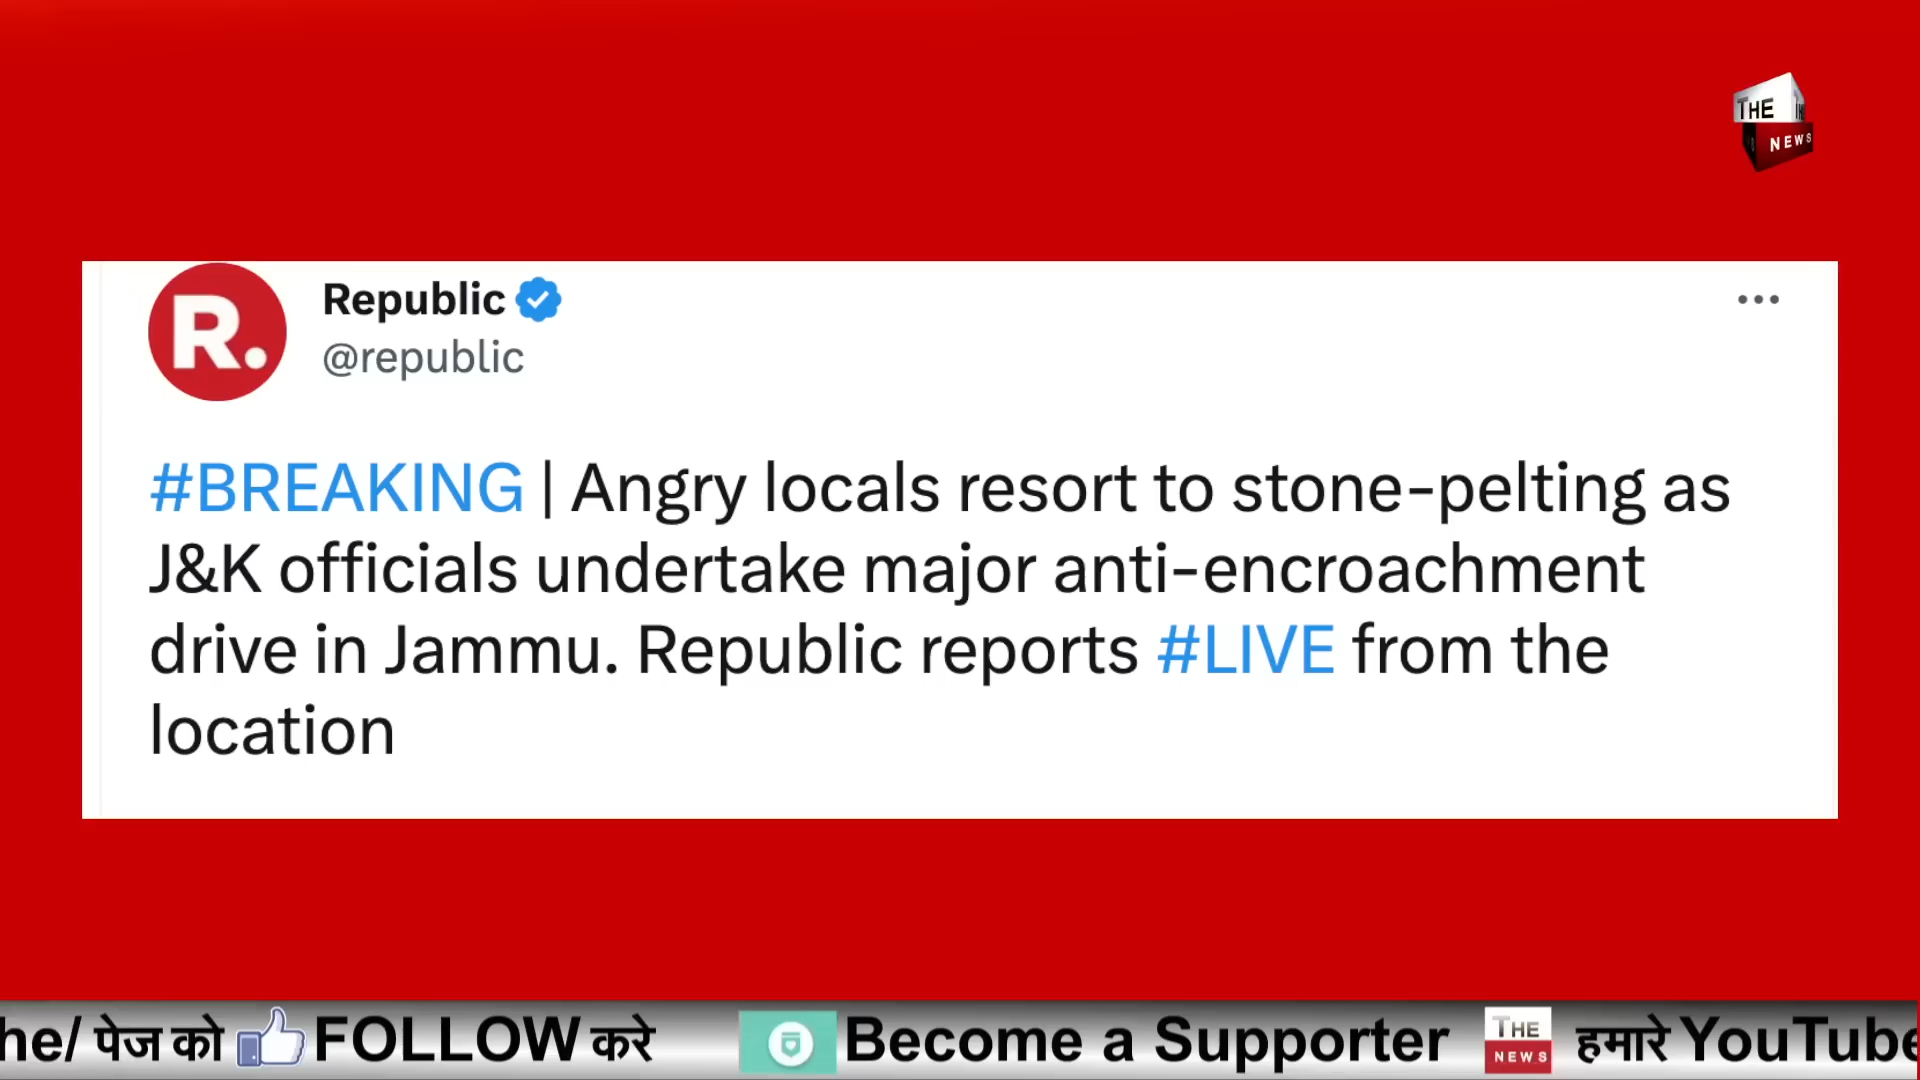 THE
NEWS
Republic
@republic
#BREAKING | Angry locals resort to stone-pelting as
J&K officials undertake major anti-encroachment
drive in Jammu. Republic reports #LIVE from the
location
he/ पेज को FOLLOW करे Become a Supporter THE NEWS हमारे YouTube